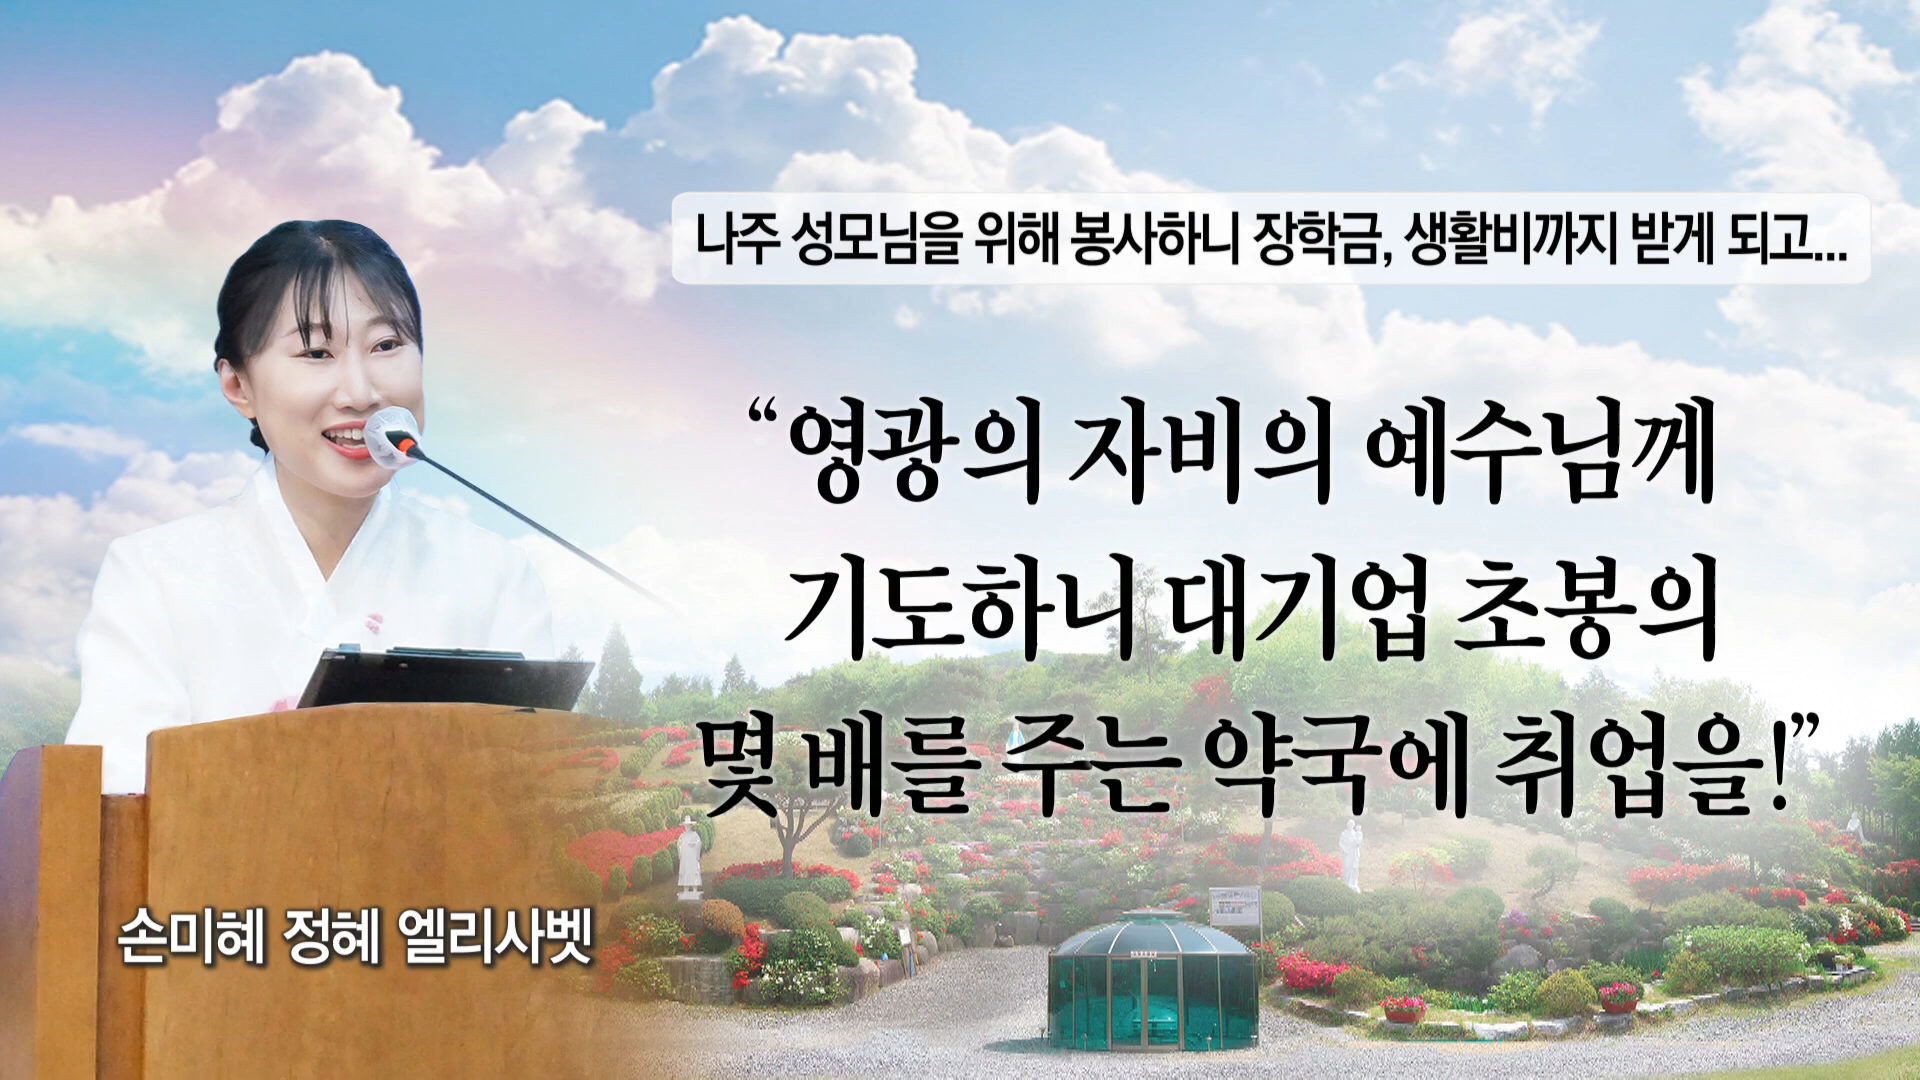 나주 성모님을 위해 봉사하니 장학금, 생활비까지 받게 되고...
“영광의 자비의 예수님께
기도하니 대기업 초봉의
몇 배를 주는 약국에 취업을!”
손미혜 정혜 엘리사벳